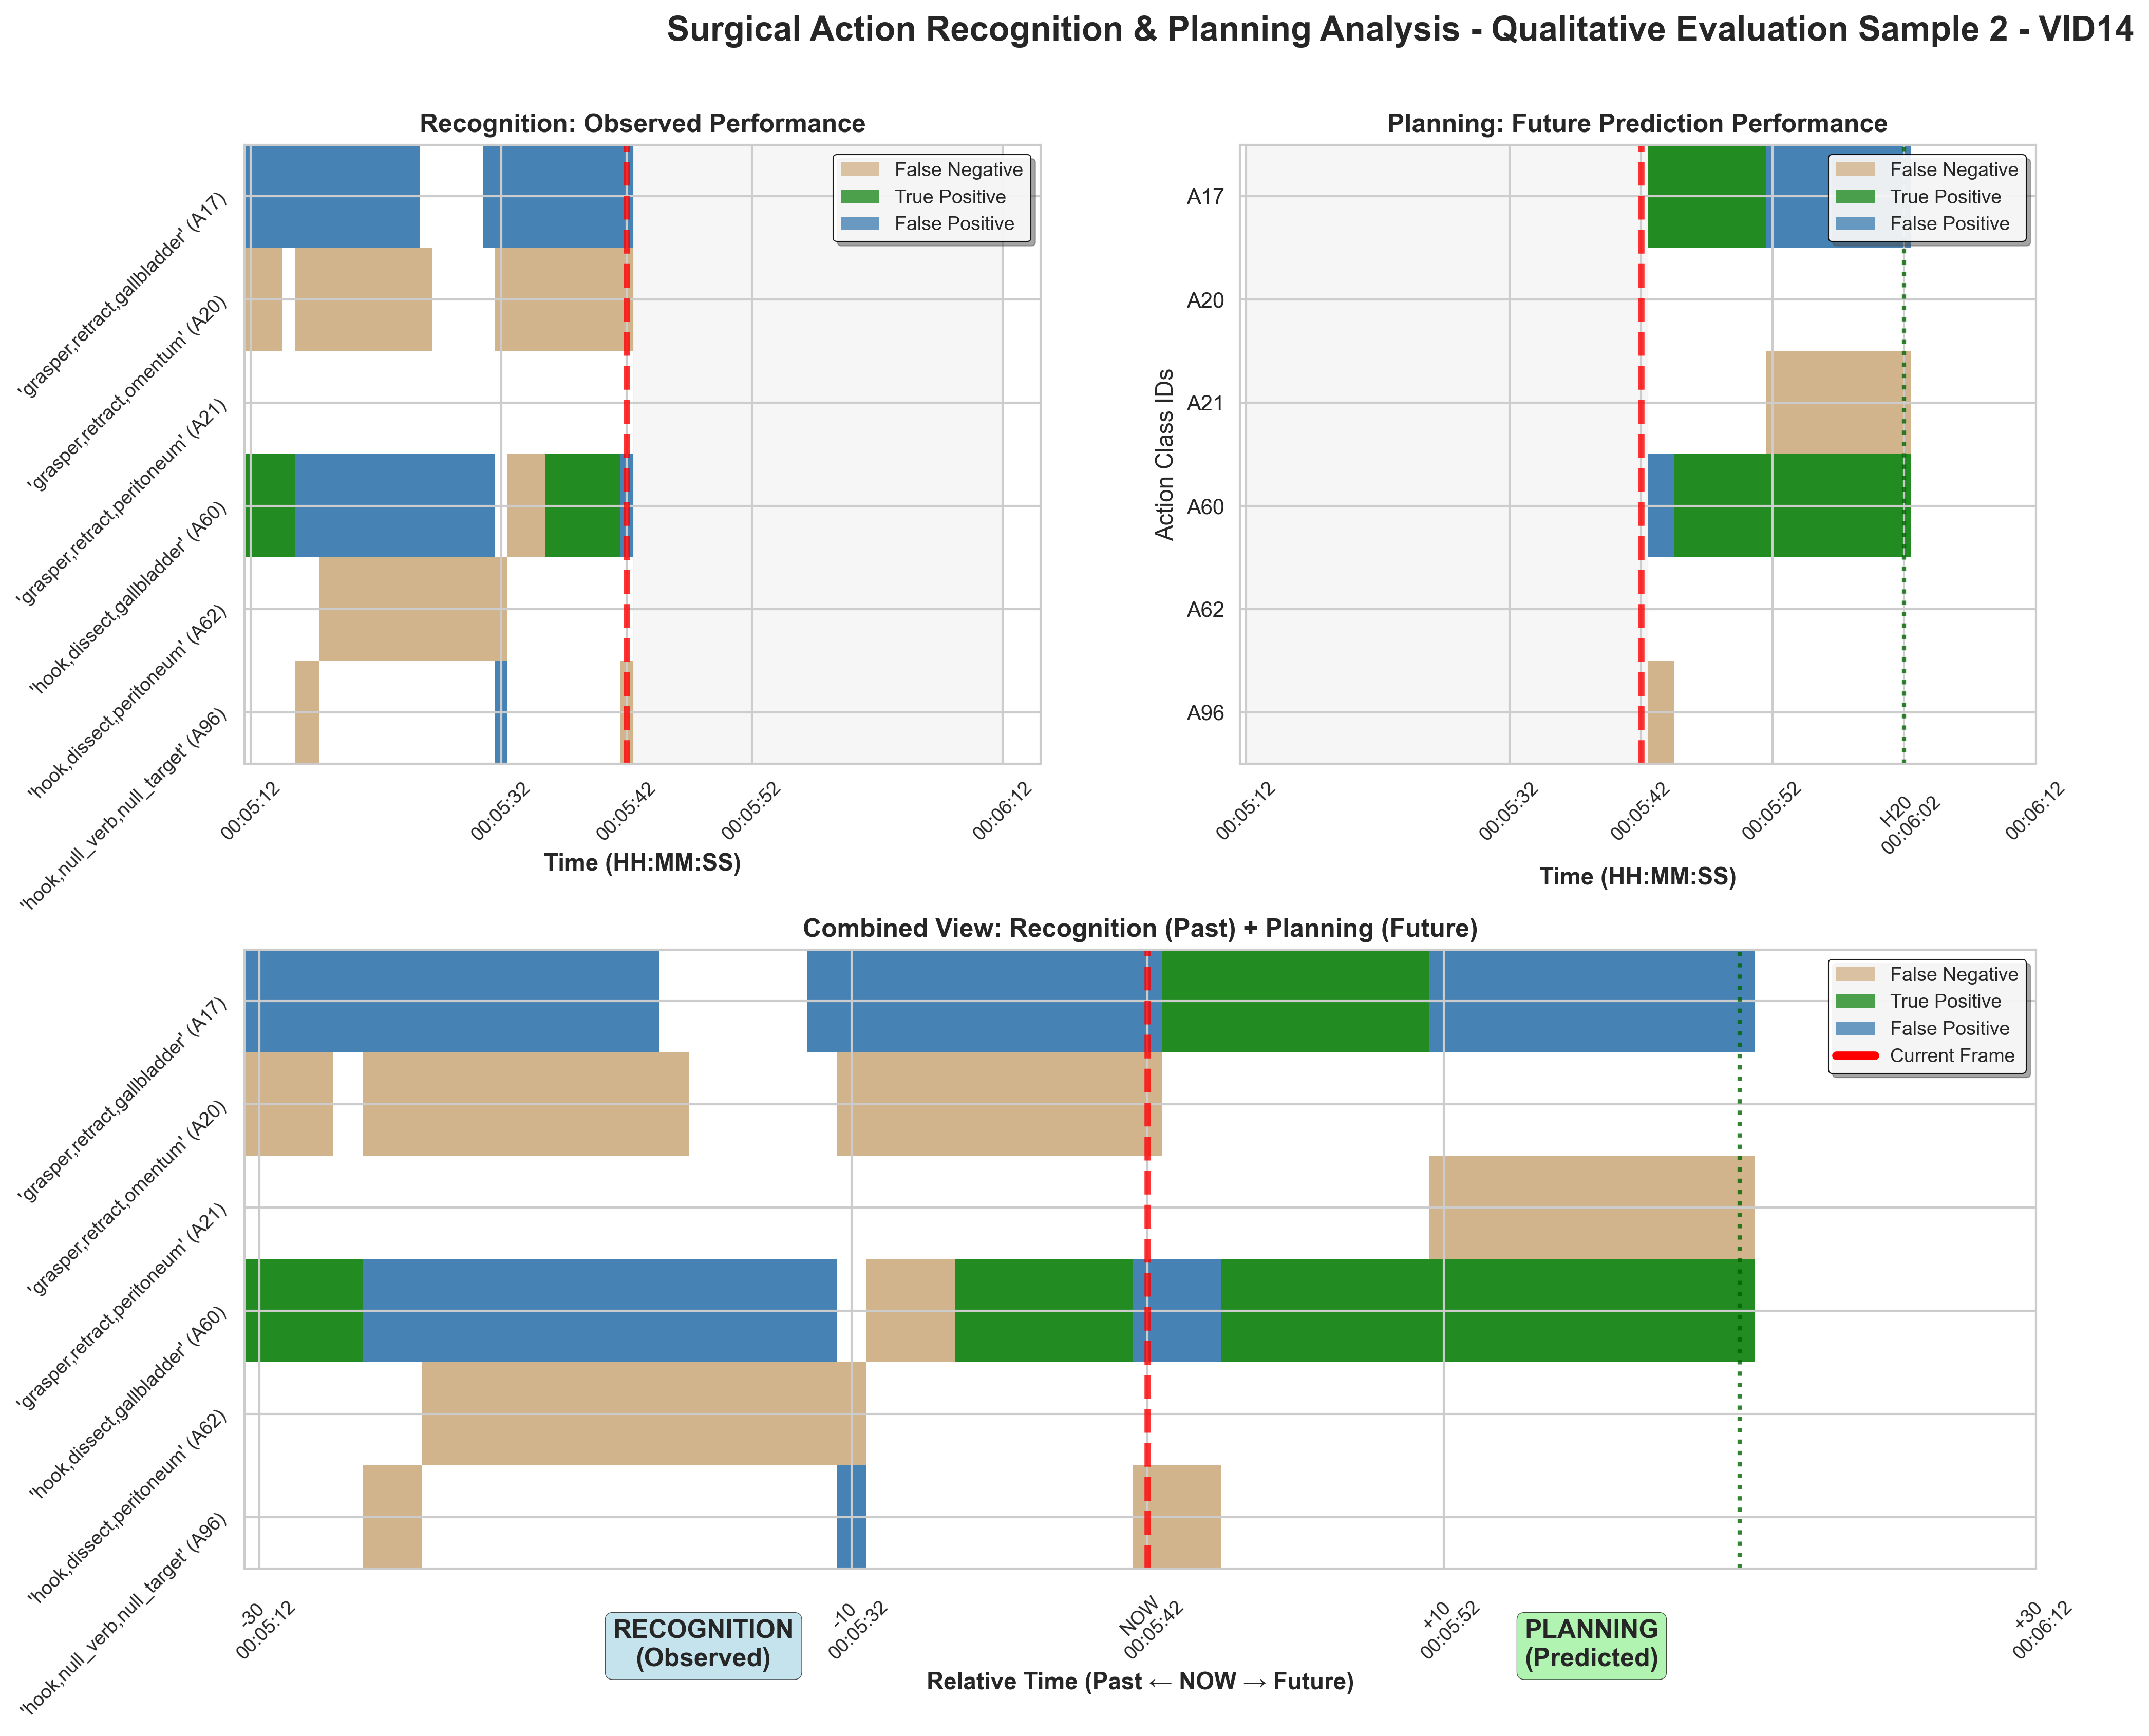 Surgical Action Recognition & Planning Analysis - Qualitative Evaluation Sample 2 - VID14
Recognition: Observed Performance
False Negative
True Positive
False Positive
'grasper,retract,gallbladder' (A17)
'grasper,retract,omentum' (A20)
'grasper,retract,peritoneum' (A21)
'hook,dissect,gallbladder' (A60)
'hook,dissect,peritoneum' (A62)
'hook,null_verb,null_target' (A96)
00:05:12
00:05:32
00:05:42
00:05:52
00:06:12
Time (HH:MM:SS)
Planning: Future Prediction Performance
False Negative
True Positive
False Positive
Action Class IDs
A17
A20
A21
A60
A62
A96
00:05:12
00:05:32
00:05:42
00:05:52
H20
00:06:02
00:06:12
Time (HH:MM:SS)
Combined View: Recognition (Past) + Planning (Future)
False Negative
True Positive
False Positive
Current Frame
'grasper,retract,gallbladder' (A17)
'grasper,retract,omentum' (A20)
'grasper,retract,peritoneum' (A21)
'hook,dissect,gallbladder' (A60)
'hook,dissect,peritoneum' (A62)
'hook,null_verb,null_target' (A96)
-30
00:05:12
-10
00:05:32
NOW
00:05:42
+10
00:05:52
+30
00:06:12
RECOGNITION
(Observed)
PLANNING
(Predicted)
Relative Time (Past ← NOW → Future)